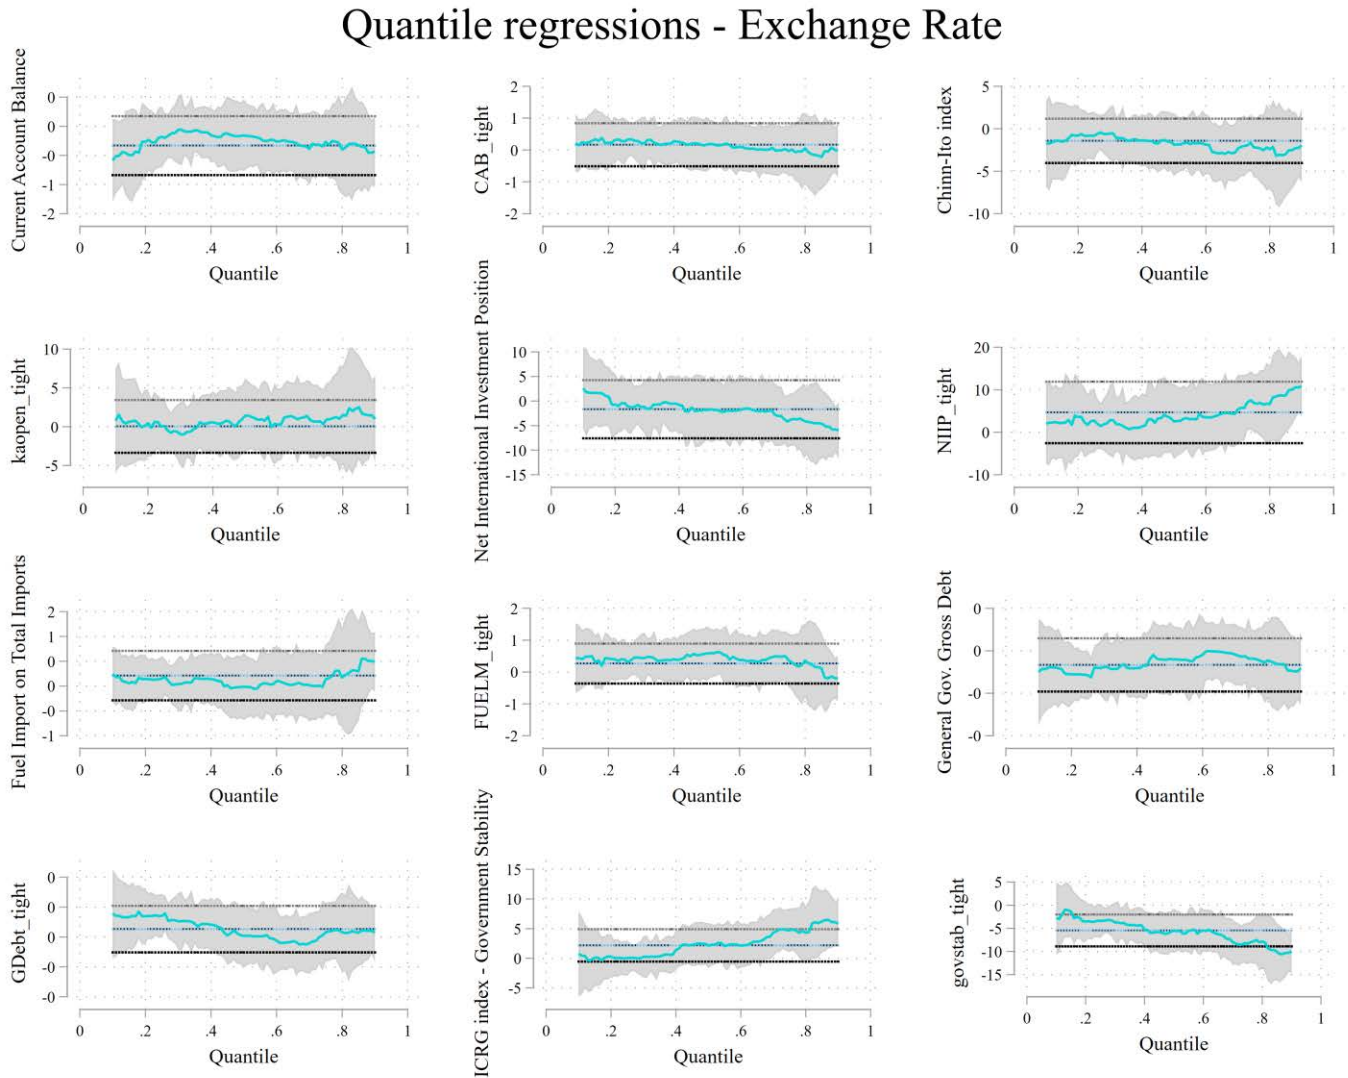 Quantile regressions - Exchange Rate
Current Account Balance
0
0
-0
-1
-2
0 .2 .4 .6 .8 1
Quantile
CAB_tight
2
1
0
-1
-2
0 .2 .4 .6 .8 1
Quantile
Chinn-Ito index
5
0
-5
-10
0 .2 .4 .6 .8 1
Quantile
kaopen_tight
10
5
0
-5
0 .2 .4 .6 .8 1
Quantile
Net International Investment Position
10
5
0
-5
-10
-15
0 .2 .4 .6 .8 1
Quantile
NIIP_tight
20
10
0
-10
0 .2 .4 .6 .8 1
Quantile
Fuel Import on Total Imports
2
1
0
0
-0
-1
0 .2 .4 .6 .8 1
Quantile
FUELM_tight
2
1
0
-1
-2
0 .2 .4 .6 .8 1
Quantile
General Gov. Gross Debt
0
0
-0
-0
0 .2 .4 .6 .8 1
Quantile
GDebt_tight
0
0
0
-0
-0
0 .2 .4 .6 .8 1
Quantile
ICRG index - Government Stability
15
10
5
0
-5
0 .2 .4 .6 .8 1
Quantile
govstab_tight
5
0
-5
-10
-15
0 .2 .4 .6 .8 1
Quantile